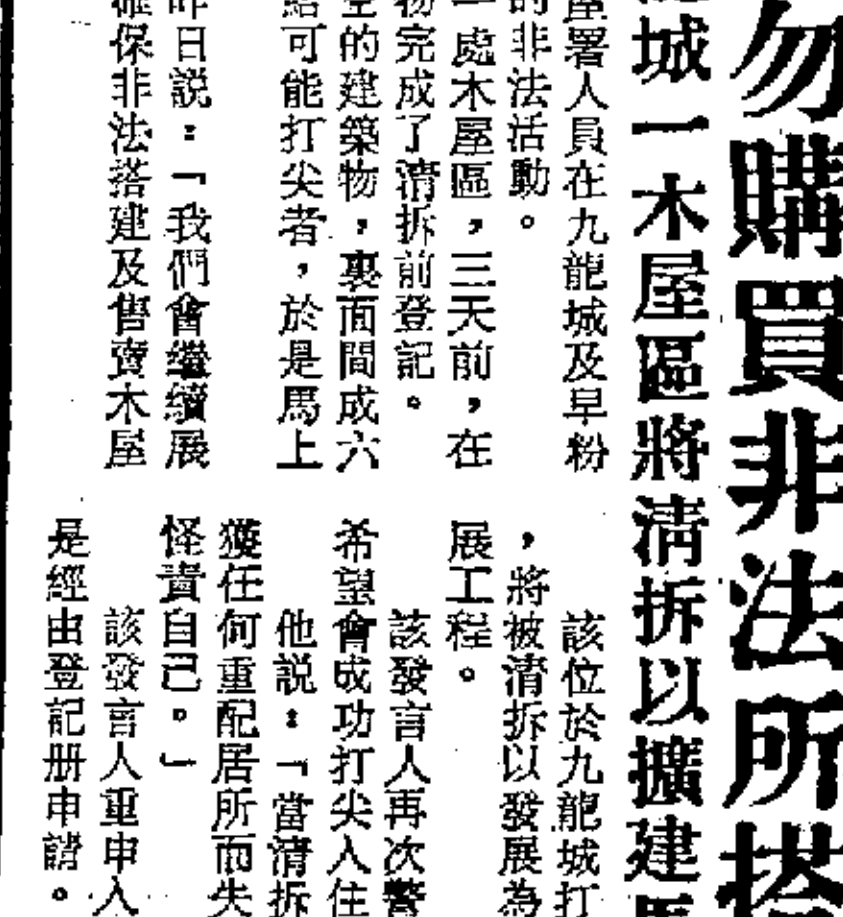 勿購買非法所搭
城一木屋區將清拆以擴建
屋署人員在九龍城及早粉
的非法活動。
一處木屋區，三天前，在
物完成了清拆前登記。
空的建築物，裏面間成六
給可能打尖者，於是馬上
昨日説：「我們會繼續展
確保非法搭建及售賣木屋
該位於九龍城打
，將被清拆以發展為
展工程。
該發言人再次警
希望會成功打尖入住
他説：「當清拆
獲任何重配居所而失
怪責自己。」
該發言人重申入
是經由登記册申請。